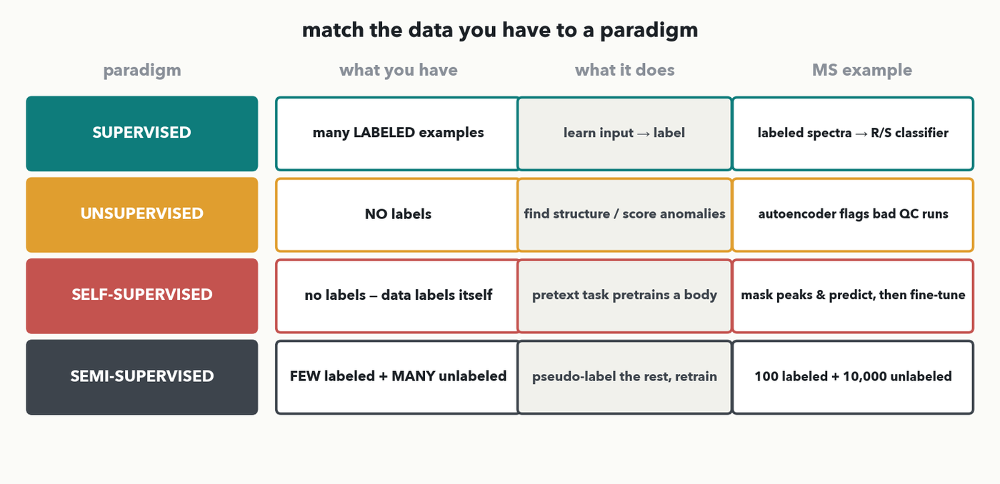 match the data you have to a paradigm
paradigm what you have what it does MS example
SUPERVISED many LABELED examples learn input → label labeled spectra → R/S classifier
UNSUPERVISED NO labels find structure / score anomalies autoencoder flags bad QC runs
SELF-SUPERVISED no labels – data labels itself pretext task pretrains a body mask peaks & predict, then fine-tune
SEMI-SUPERVISED FEW labeled + MANY unlabeled pseudo-label the rest, retrain 100 labeled + 10,000 unlabeled